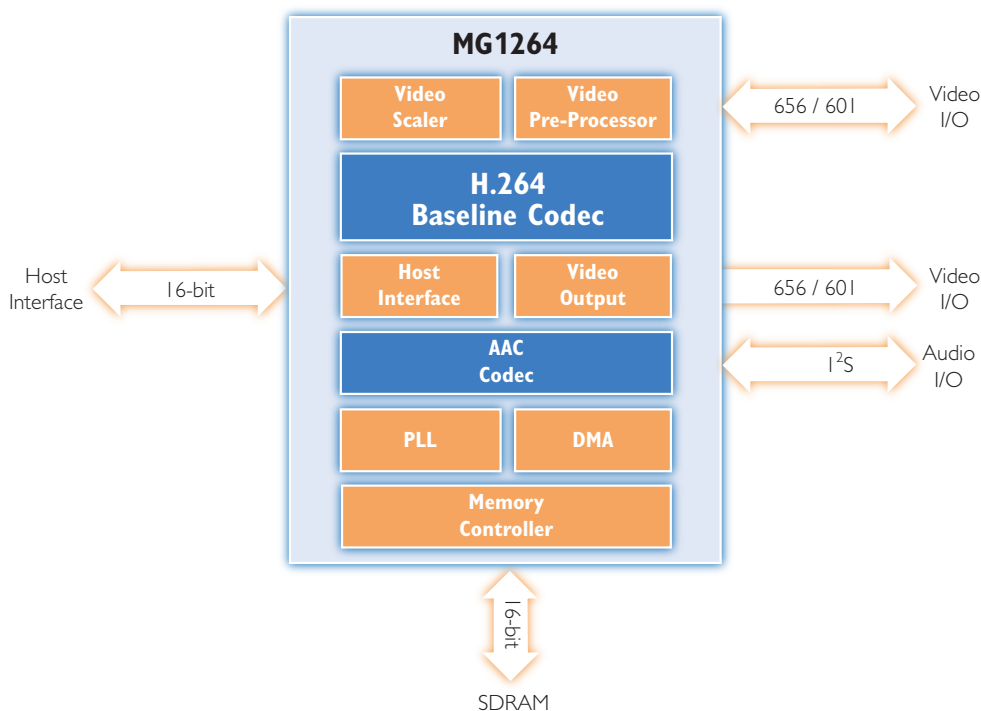 MG1264
Video
Scaler
Video
Pre-Processor
656 / 601
Video
I/O
H.264
Baseline Codec
Host
Interface
16-bit
Host
Interface
Video
Output
656 / 601
Video
I/O
AAC
Codec
I²S
Audio
I/O
PLL
DMA
Memory
Controller
16-bit
SDRAM